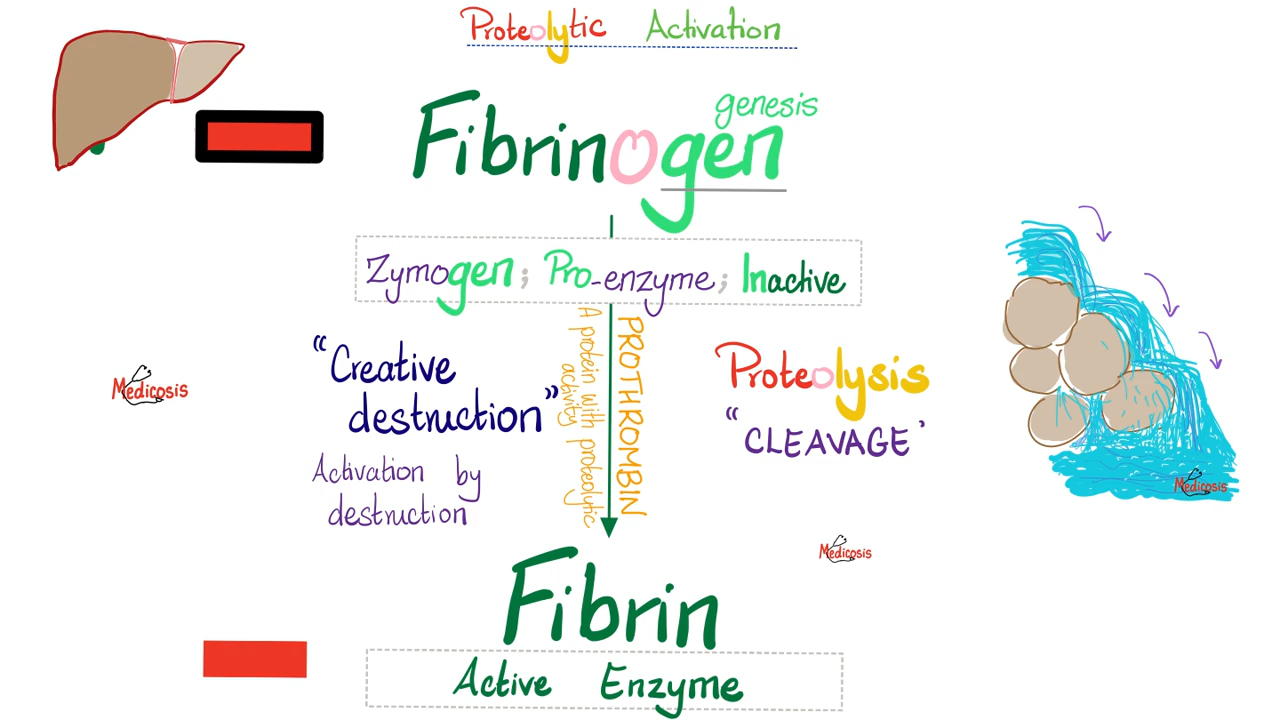 Proteolytic Activation
genesis
Fibrinogen
Zymogen; Pro-enzyme; Inactive
PROTHROMBIN
A protein with proteolytic
activity
"Creative
destruction"
Activation by
destruction
Proteolysis
"CLEAVAGE'
Medicosis
Medicosis
Medicosis
Fibrin
Active Enzyme